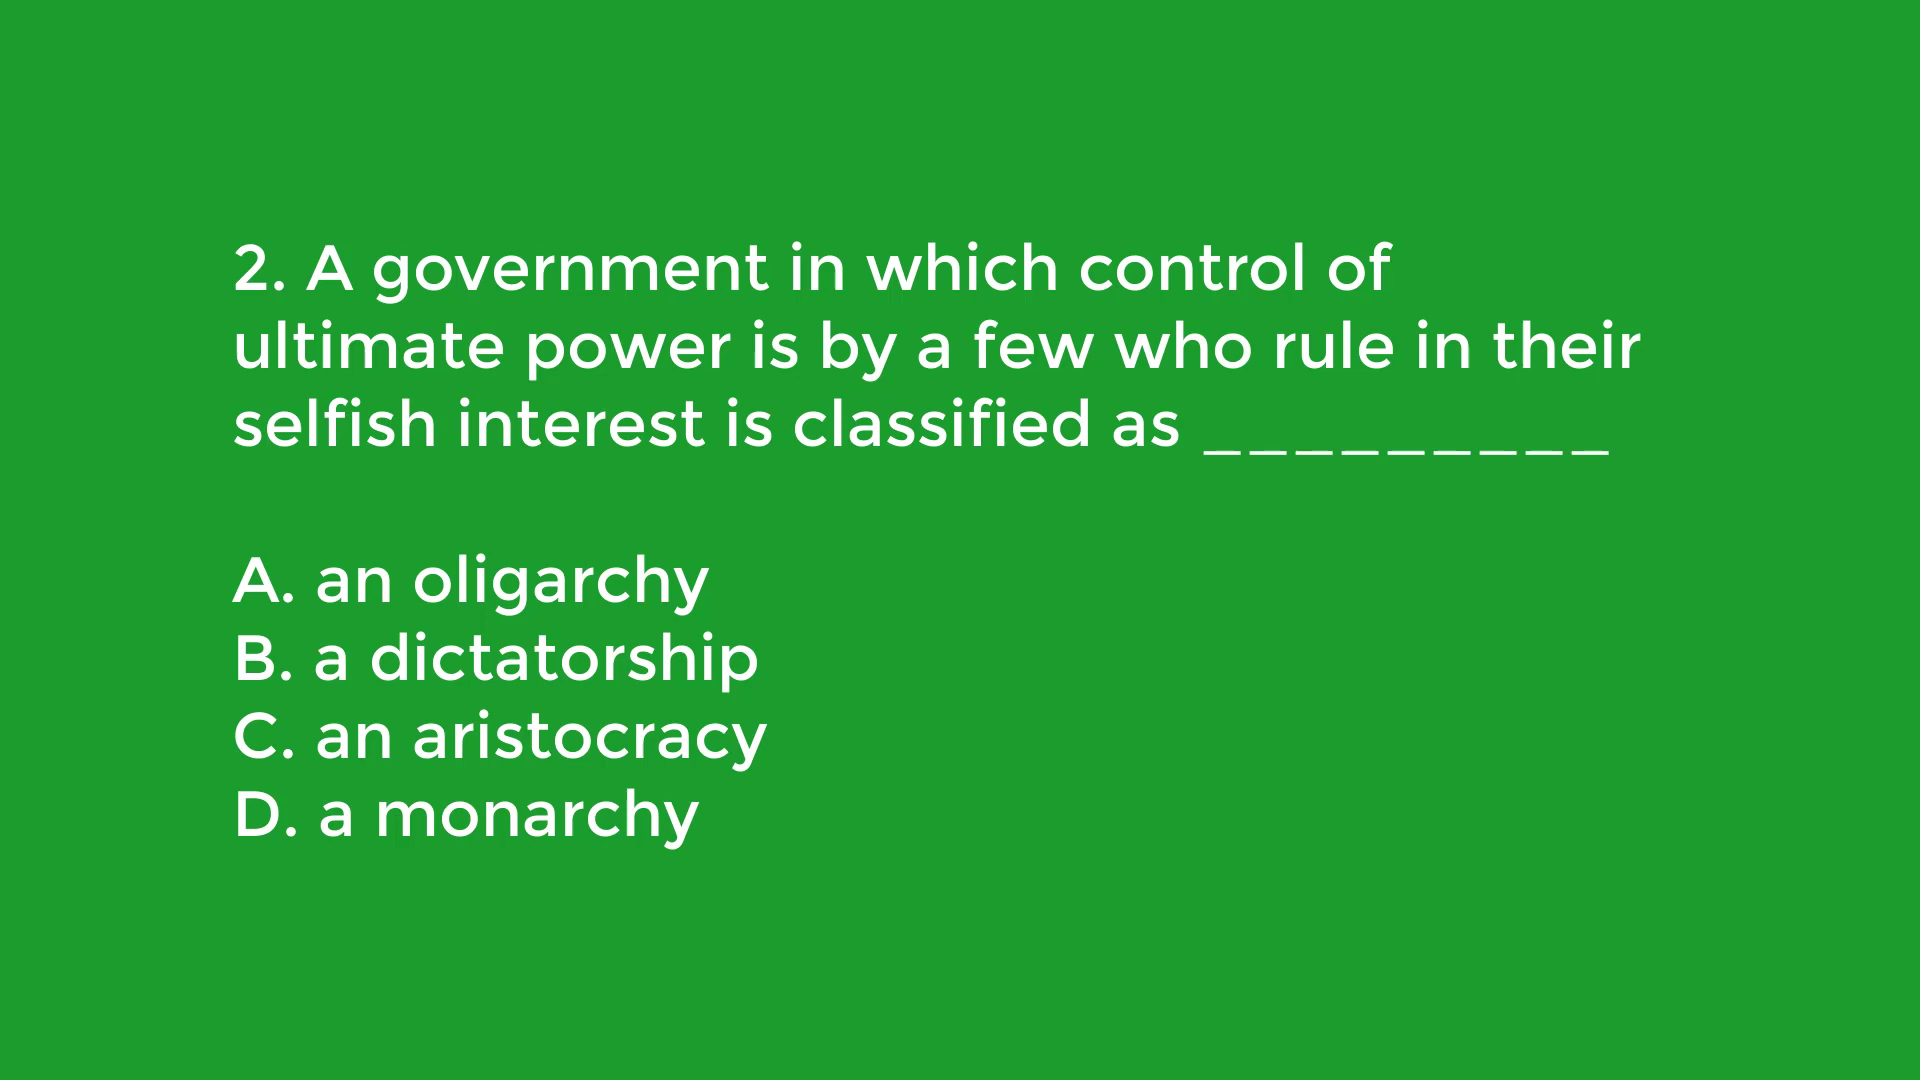 2. A government in which control of
ultimate power is by a few who rule in their
selfish interest is classified as _________
A. an oligarchy
B. a dictatorship
C. an aristocracy
D. a monarchy